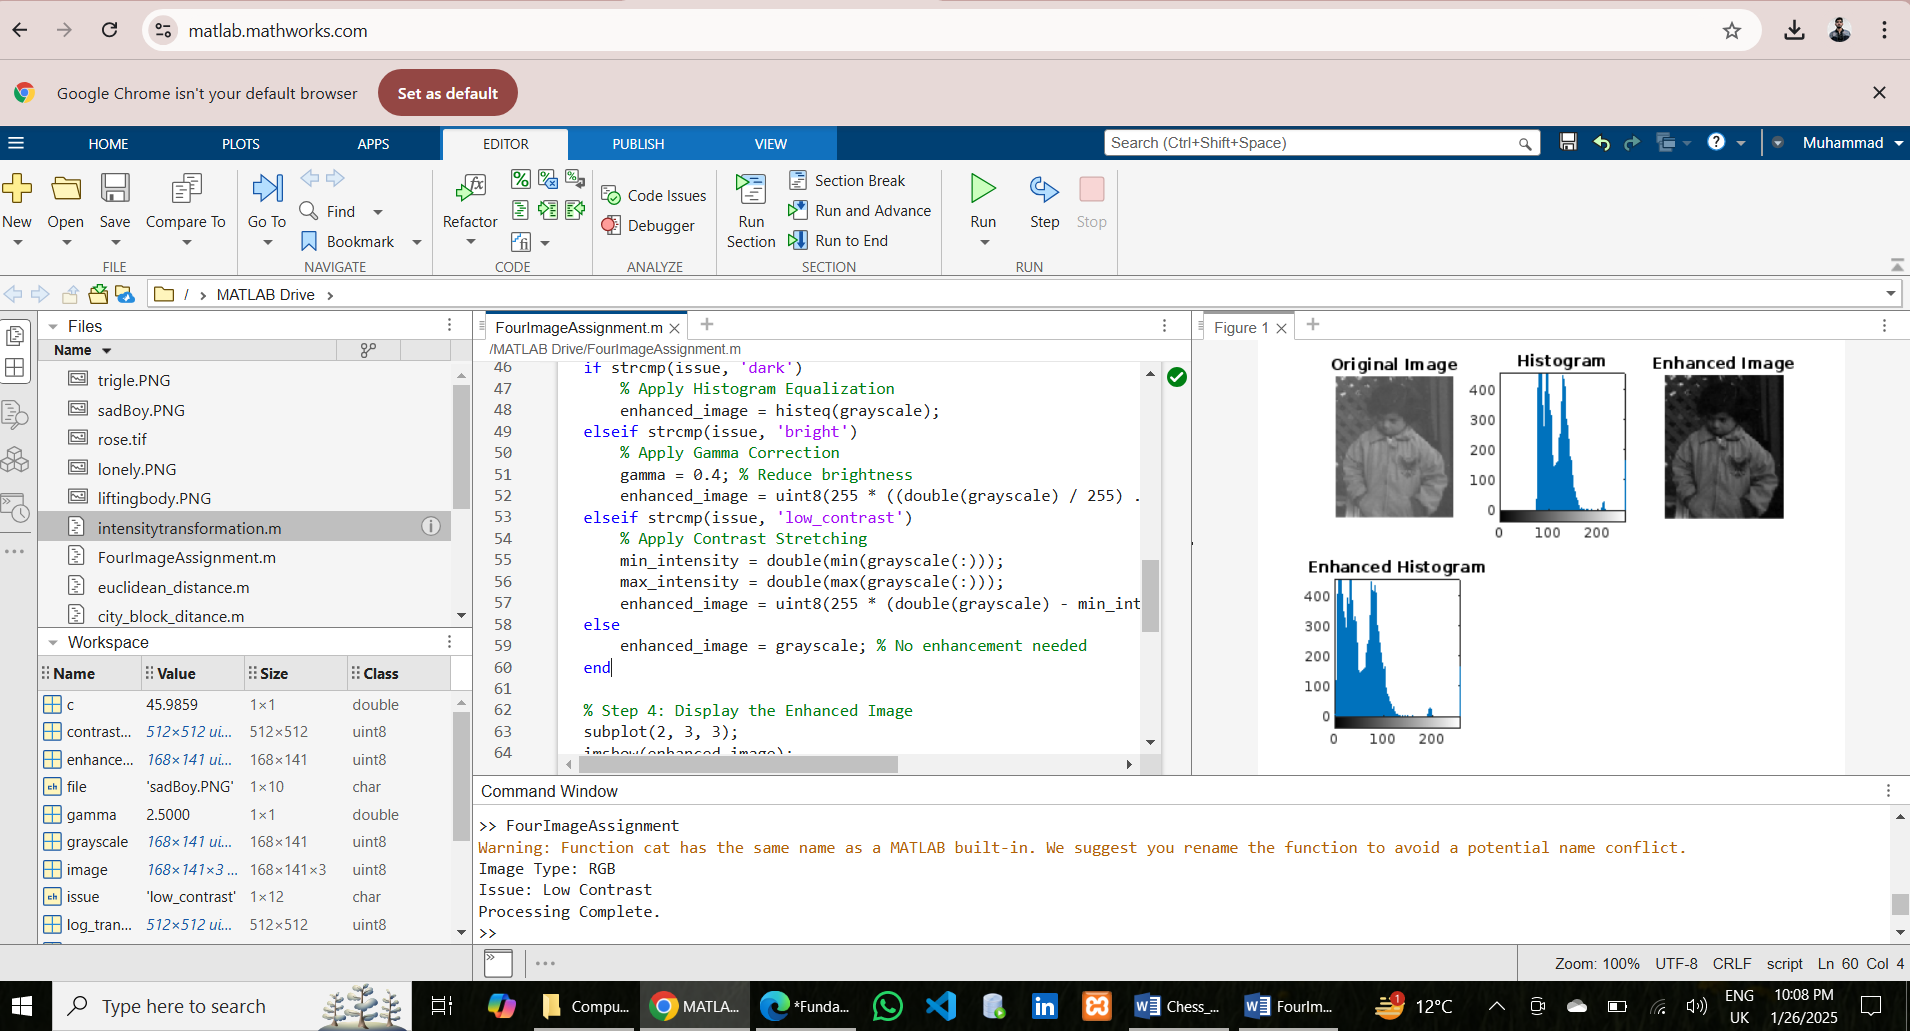 matlab.mathworks.com
Google Chrome isn't your default browser
Set as default
HOME
PLOTS
APPS
EDITOR
PUBLISH
VIEW
Search (Ctrl+Shift+Space)
Muhammad
New
Open
Save
Compare To
FILE
Go To
Find
Bookmark
NAVIGATE
Refactor
CODE
Code Issues
Debugger
ANALYZE
Run Section
Section Break
Run and Advance
Run to End
SECTION
Run
Step
Stop
RUN
/ › MATLAB Drive ›
Files
Name
trigle.PNG
sadBoy.PNG
rose.tif
lonely.PNG
liftingbody.PNG
intensitytransformation.m
FourImageAssignment.m
euclidean_distance.m
city_block_ditance.m
Workspace
Name Value Size Class
c 45.9859 1×1 double
contrast... 512×512 ui... 512×512 uint8
enhance... 168×141 ui... 168×141 uint8
file 'sadBoy.PNG' 1×10 char
gamma 2.5000 1×1 double
grayscale 168×141 ui... 168×141 uint8
image 168×141×3 ... 168×141×3 uint8
issue 'low_contrast' 1×12 char
log_tran... 512×512 ui... 512×512 uint8
FourImageAssignment.m
/MATLAB Drive/FourImageAssignment.m
46 if strcmp(issue, 'dark')
47 % Apply Histogram Equalization
48 enhanced_image = histeq(grayscale);
49 elseif strcmp(issue, 'bright')
50 % Apply Gamma Correction
51 gamma = 0.4; % Reduce brightness
52 enhanced_image = uint8(255 * ((double(grayscale) / 255) .
53 elseif strcmp(issue, 'low_contrast')
54 % Apply Contrast Stretching
55 min_intensity = double(min(grayscale(:)));
56 max_intensity = double(max(grayscale(:)));
57 enhanced_image = uint8(255 * (double(grayscale) - min_int
58 else
59 enhanced_image = grayscale; % No enhancement needed
60 end
61
62 % Step 4: Display the Enhanced Image
63 subplot(2, 3, 3);
64 imshow(enhanced_image);
Figure 1
Original Image
Histogram
400
300
200
100
0
0 100 200
Enhanced Image
Enhanced Histogram
400
300
200
100
0
0 100 200
Command Window
>> FourImageAssignment
Warning: Function cat has the same name as a MATLAB built-in. We suggest you rename the function to avoid a potential name conflict.
Image Type: RGB
Issue: Low Contrast
Processing Complete.
>>
Zoom: 100% UTF-8 CRLF script Ln 60 Col 4
Type here to search
Compu...
MATLA...
*Funda...
Chess_...
FourIm...
1
12°C
ENG
UK
10:08 PM
1/26/2025